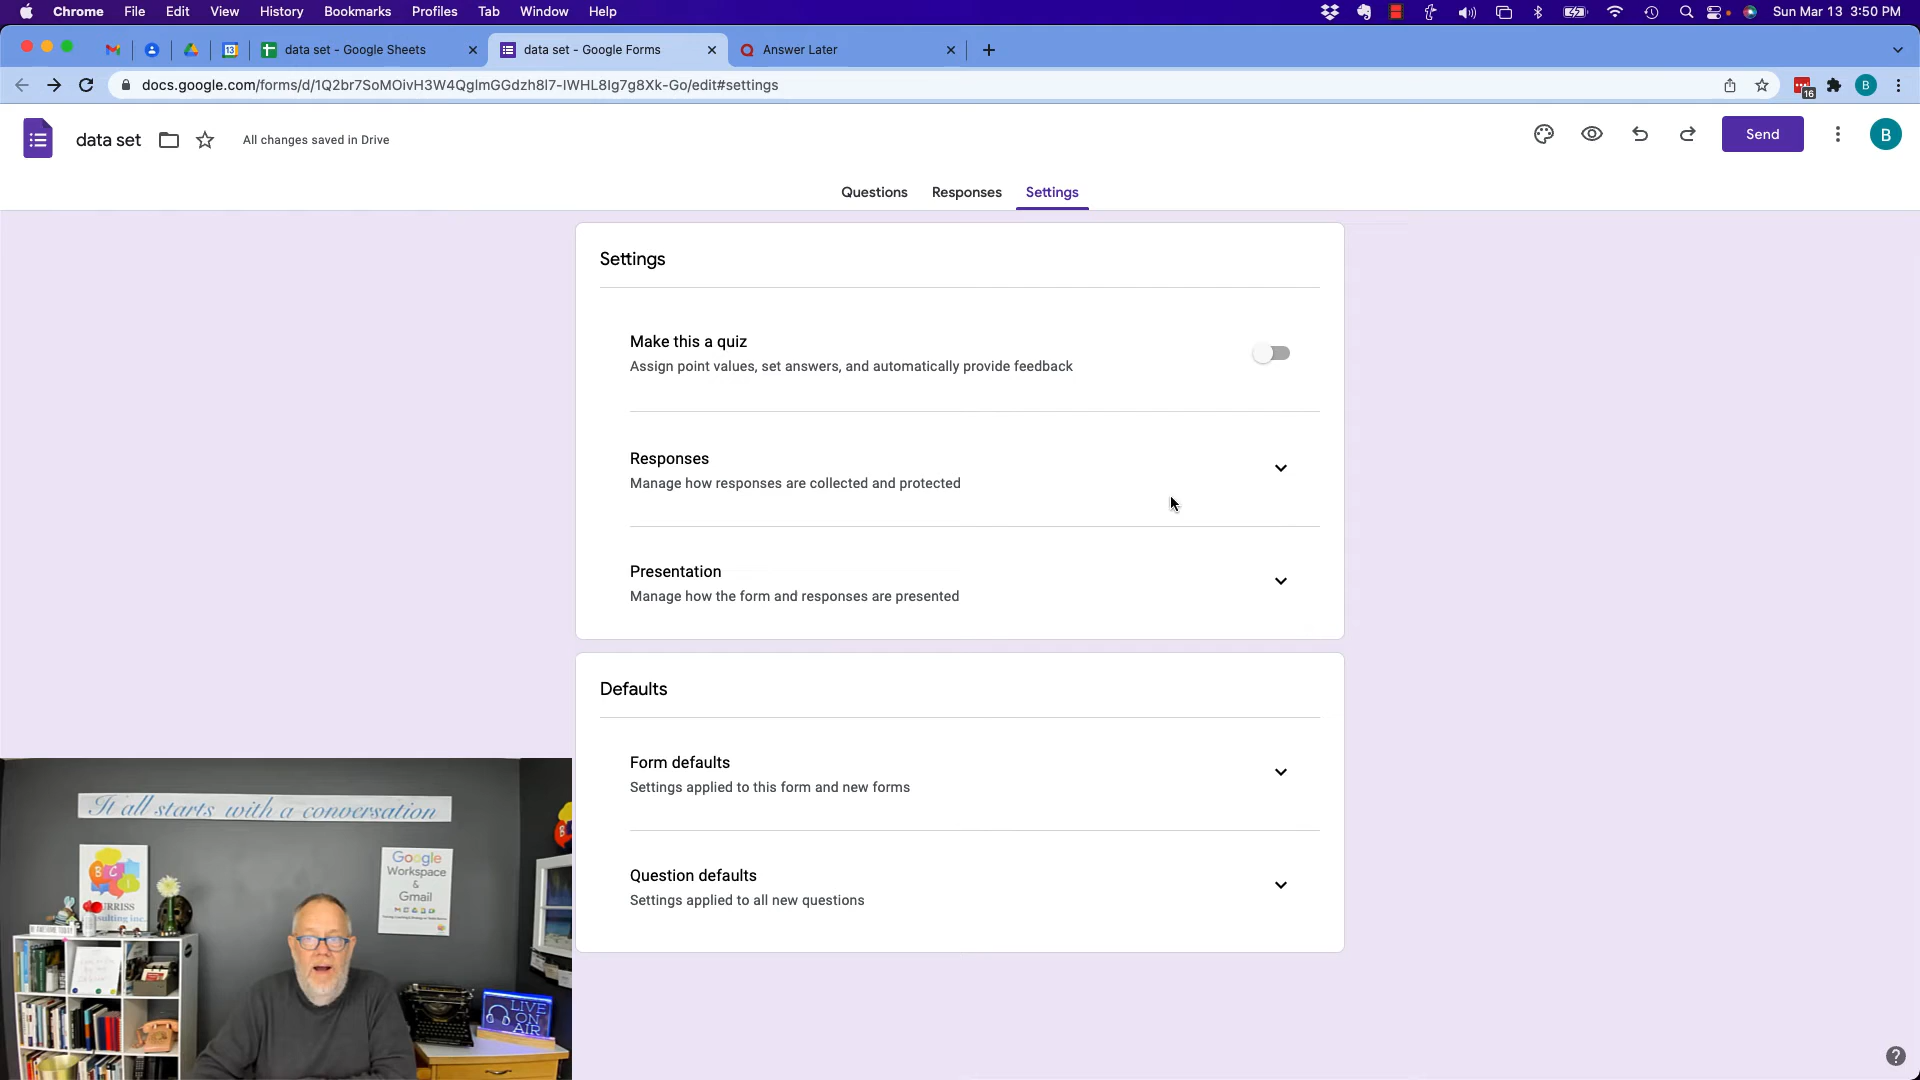 Chrome File Edit View History Bookmarks Profiles Tab Window Help Sun Mar 13 3:50 PM
13 data set - Google Sheets data set - Google Forms Answer Later
docs.google.com/forms/d/1Q2br7SoMOivH3W4QglmGGdzh8l7-IWHL8Ig7g8Xk-Go/edit#settings 16 B
data set All changes saved in Drive Send B
Questions Responses Settings
Settings
Make this a quiz
Assign point values, set answers, and automatically provide feedback
Responses
Manage how responses are collected and protected
Presentation
Manage how the form and responses are presented
Defaults
Form defaults
Settings applied to this form and new forms
Question defaults
Settings applied to all new questions
It all starts with a conversation
B C I
URRISS
sulting inc.
Google
Workspace
&
Gmail
LIVE
ON
AIR